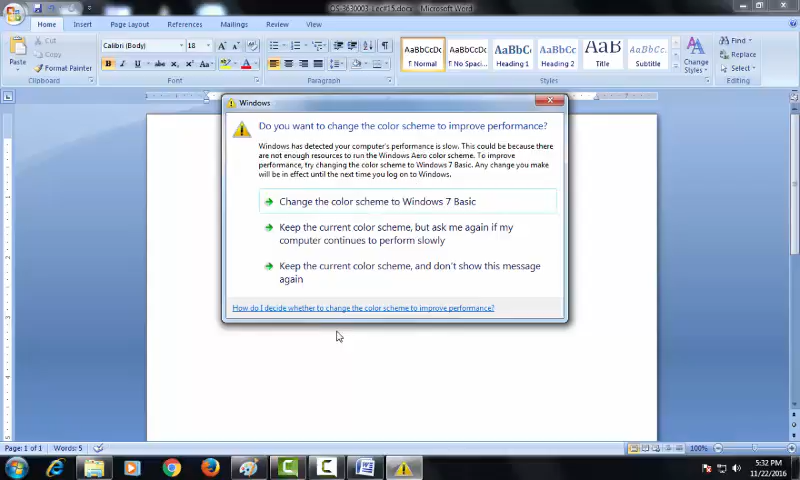 Microsoft Word
Home Insert Page Layout References Mailings Review View
Paste
Cut
Copy
Format Painter
Clipboard
Calibri (Body) 18
Font
Paragraph
AaBbCcDc AaBbCcDc AaBbC AaBbCc AaB AaBbCc
¶ Normal ¶ No Spaci... Heading 1 Heading 2 Title Subtitle
Change
Styles
Styles
Find
Replace
Select
Editing
Windows
Do you want to change the color scheme to improve performance?
Windows has detected your computer's performance is slow. This could be because there
are not enough resources to run the Windows Aero color scheme. To improve
performance, try changing the color scheme to Windows 7 Basic. Any change you make
will be in effect until the next time you log on to Windows.
Change the color scheme to Windows 7 Basic
Keep the current color scheme, but ask me again if my
computer continues to perform slowly
Keep the current color scheme, and don't show this message
again
How do I decide whether to change the color scheme to improve performance?
Page: 1 of 1 Words: 5
100%
5:32 PM
11/22/2016